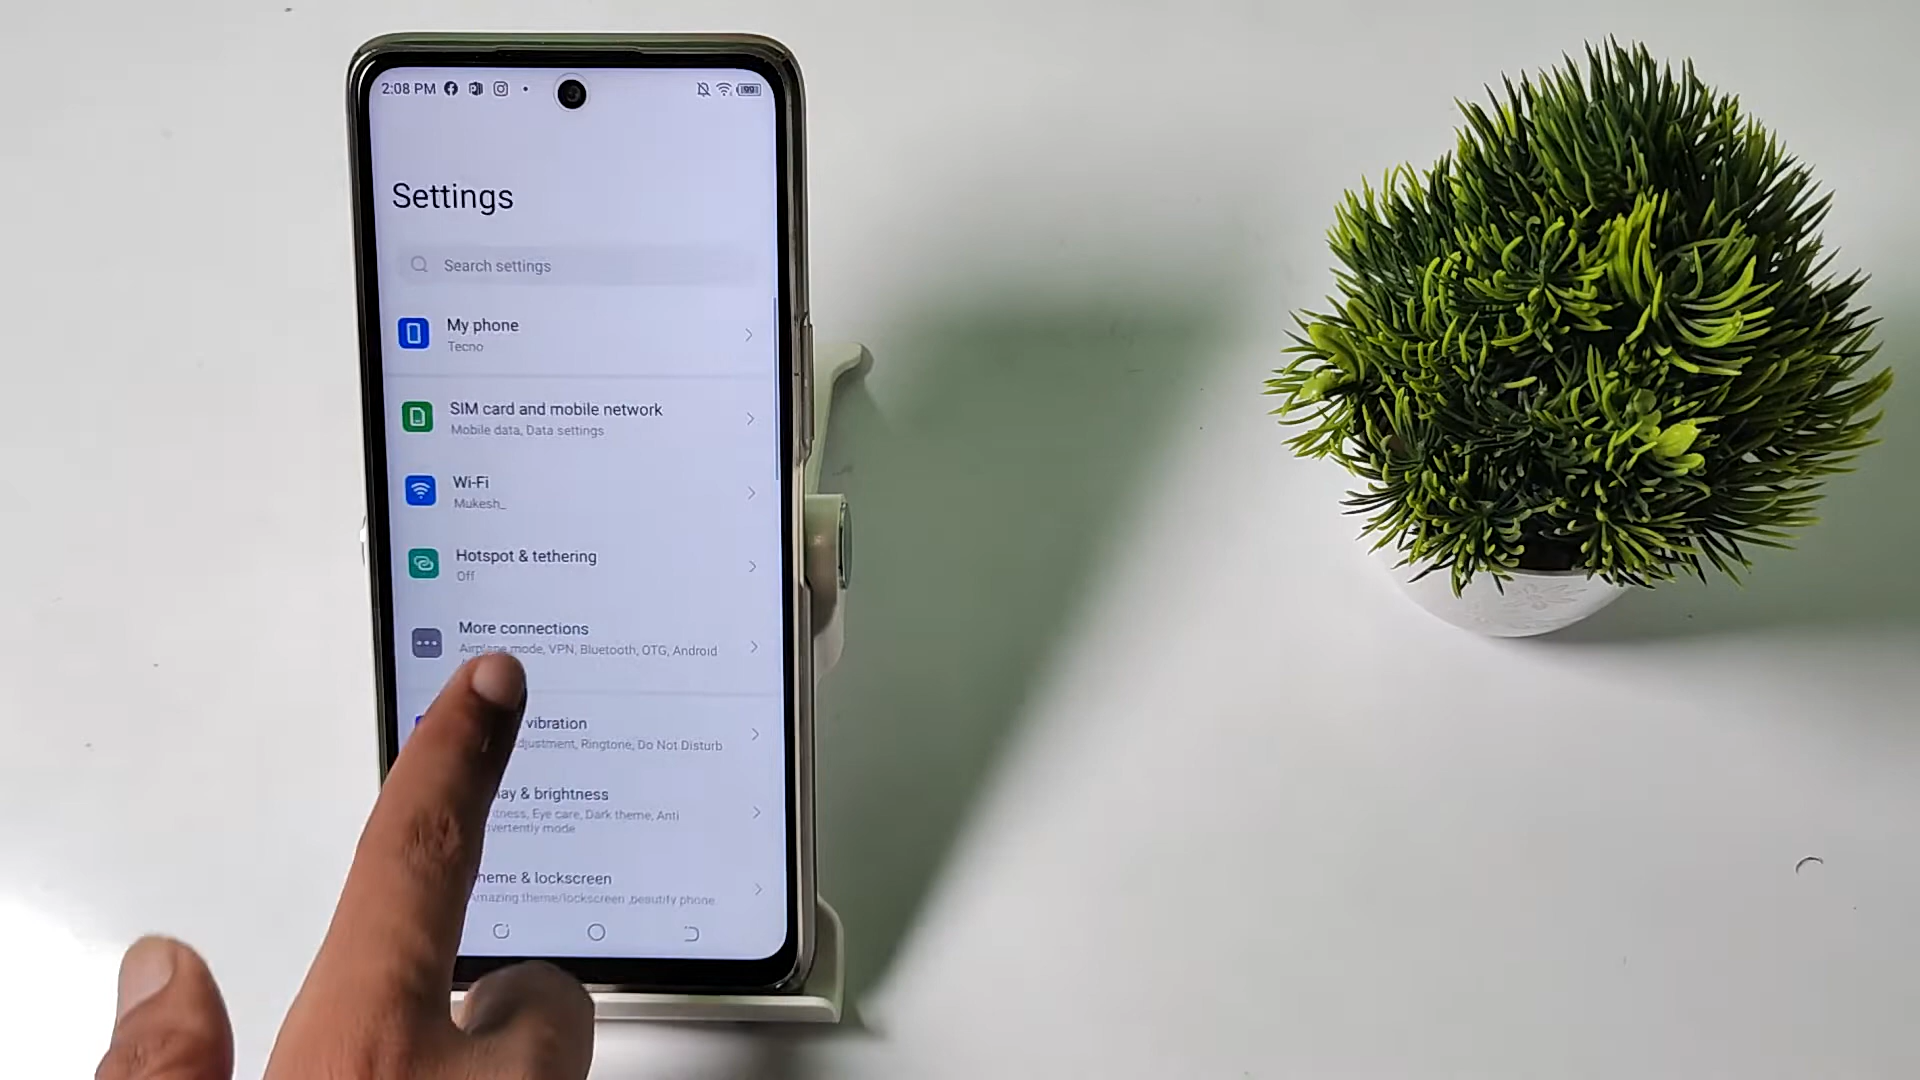 2:08 PM
99
Settings
Search settings
My phone
Tecno
SIM card and mobile network
Mobile data, Data settings
Wi-Fi
Mukesh_
Hotspot & tethering
Off
More connections
Airplane mode, VPN, Bluetooth, OTG, Android
vibration
djustment, Ringtone, Do Not Disturb
ay & brightness
tness, Eye care, Dark theme, Anti
vertently mode
heme & lockscreen
mazing theme/lockscreen ,beautify phone